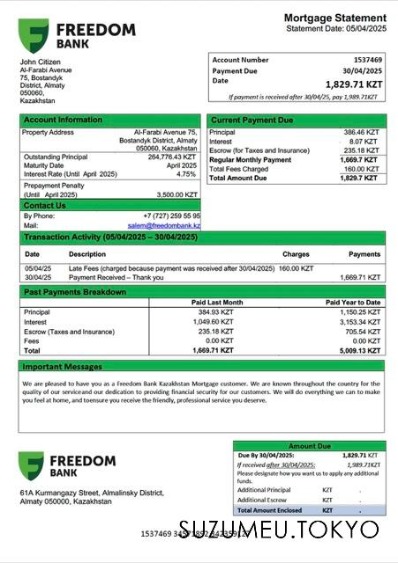 FREEDOM
BANK
Mortgage Statement
Statement Date: 05/04/2025
John Citizen
Al-Farabi Avenue
75, Bostandyk
District, Almaty
050060,
Kazakhstan
Account Number 1537469
Payment Due 30/04/2025
Date 1,829.71 KZT
If payment is received after 30/04/25, pay 1,989.71KZT
Account Information
Property Address Al-Farabi Avenue 75,
Bostandyk District, Almaty
050060, Kazakhstan
Outstanding Principal 264,776.43 KZT
Maturity Date April 2025
Interest Rate (Until April 2025) 4.75%
Prepayment Penalty
(Until April 2025) 3,500.00 KZT
Contact Us
By Phone: +7 (727) 259 55 95
Mail: salem@freedombank.kz
Current Payment Due
Principal 386.46 KZT
Interest 8.07 KZT
Escrow (for Taxes and Insurance) 235.18 KZT
Regular Monthly Payment 1,669.7 KZT
Total Fees Charged 160.00 KZT
Total Amount Due 1,829.7 KZT
Transaction Activity (05/04/2025 – 30/04/2025)
Date Description Charges Payments
05/04/25 Late Fees (charged because payment was received after 30/04/2025) 160.00 KZT
30/04/25 Payment Received – Thank you 1,669.71 KZT
Past Payments Breakdown
Paid Last Month Paid Year to Date
Principal 384.93 KZT 1,150.25 KZT
Interest 1,049.60 KZT 3,153.34 KZT
Escrow (Taxes and Insurance) 235.18 KZT 705.54 KZT
Fees 0.00 KZT 0.00 KZT
Total 1,669.71 KZT 5,009.13 KZT
Important Messages
We are pleased to have you as a Freedom Bank Kazakhstan Mortgage customer. We are known throughout the country for the
quality of our serviceand our dedication to providing financial security for our customers. We will do everything we can to make
you feel at home, and toensure you receive the friendly, professional service you deserve.
FREEDOM
BANK
61A Kurmangazy Street, Almalinsky District,
Almaty 050000, Kazakhstan
Amount Due
Due By 30/04/2025: 1,829.71 KZT
If received after 30/04/2025: 1,989.71KZT
Please designate how you want us to apply any additional
funds.
Additional Principal KZT .
Additional Escrow KZT .
Total Amount Enclosed KZT .
1537469
SUZUMEU.TOKYO